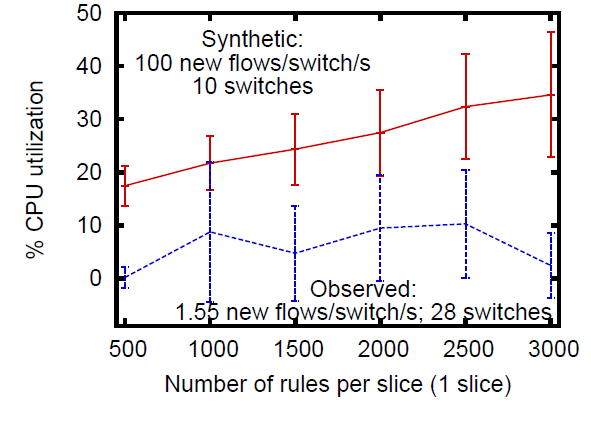 50
40
30
20
10
0
% CPU utilization
Synthetic:
100 new flows/switch/s
10 switches
Observed:
1.55 new flows/switch/s; 28 switches
500 1000 1500 2000 2500 3000
Number of rules per slice (1 slice)